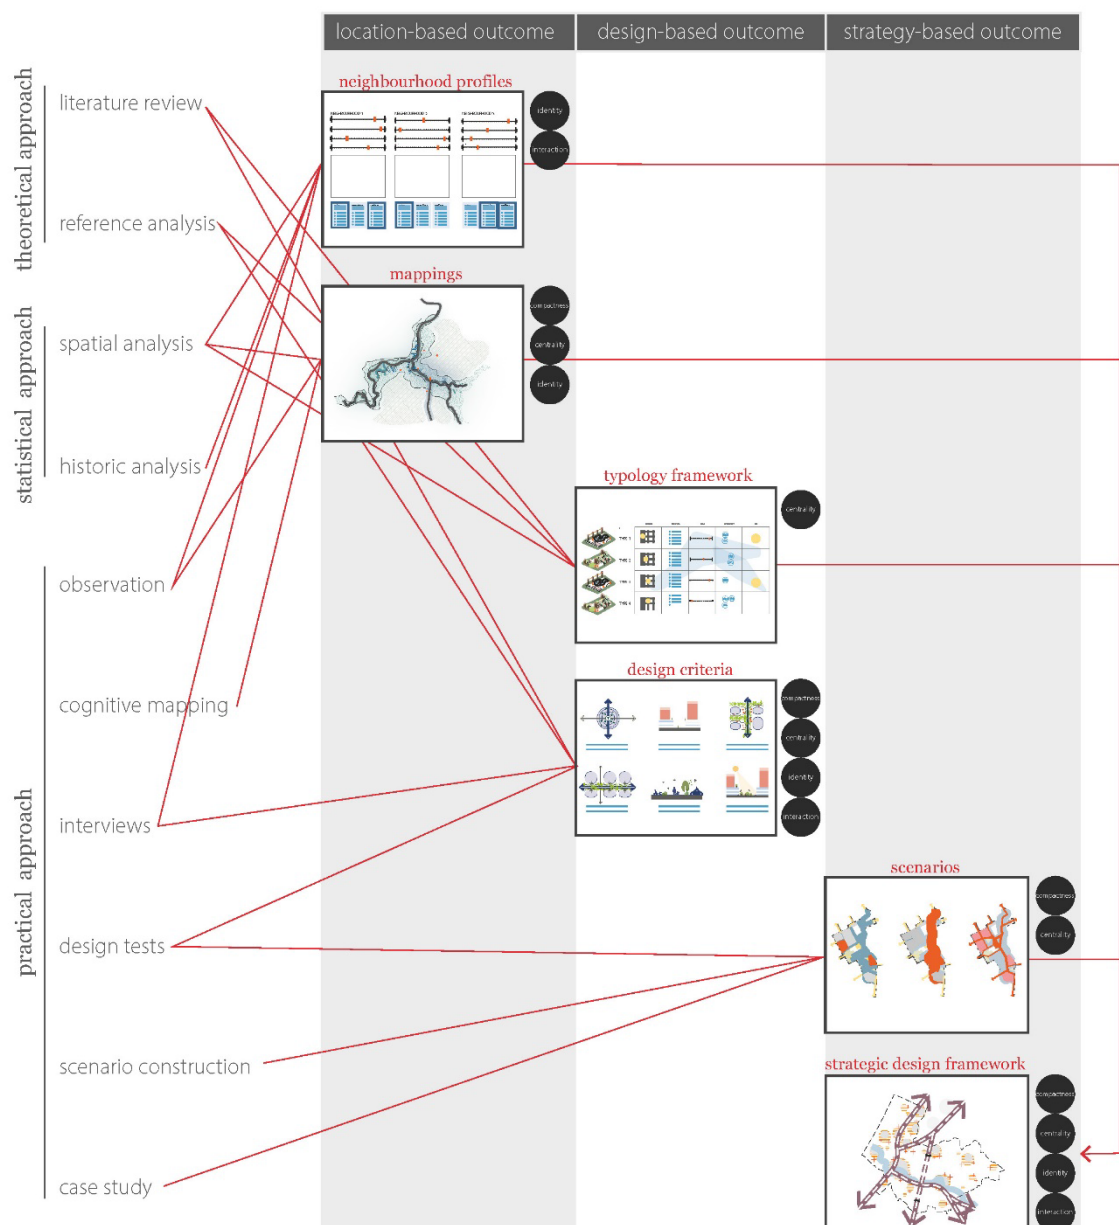 location-based outcome
design-based outcome
strategy-based outcome
theoretical approach
literature review
reference analysis
statistical approach
spatial analysis
historic analysis
practical approach
observation
cognitive mapping
interviews
design tests
scenario construction
case study
neighbourhood profiles
identity
interaction
mappings
compactness
centrality
identity
typology framework
centrality
design criteria
compactness
centrality
identity
interaction
scenarios
compactness
centrality
strategic design framework
compactness
centrality
identity
interaction